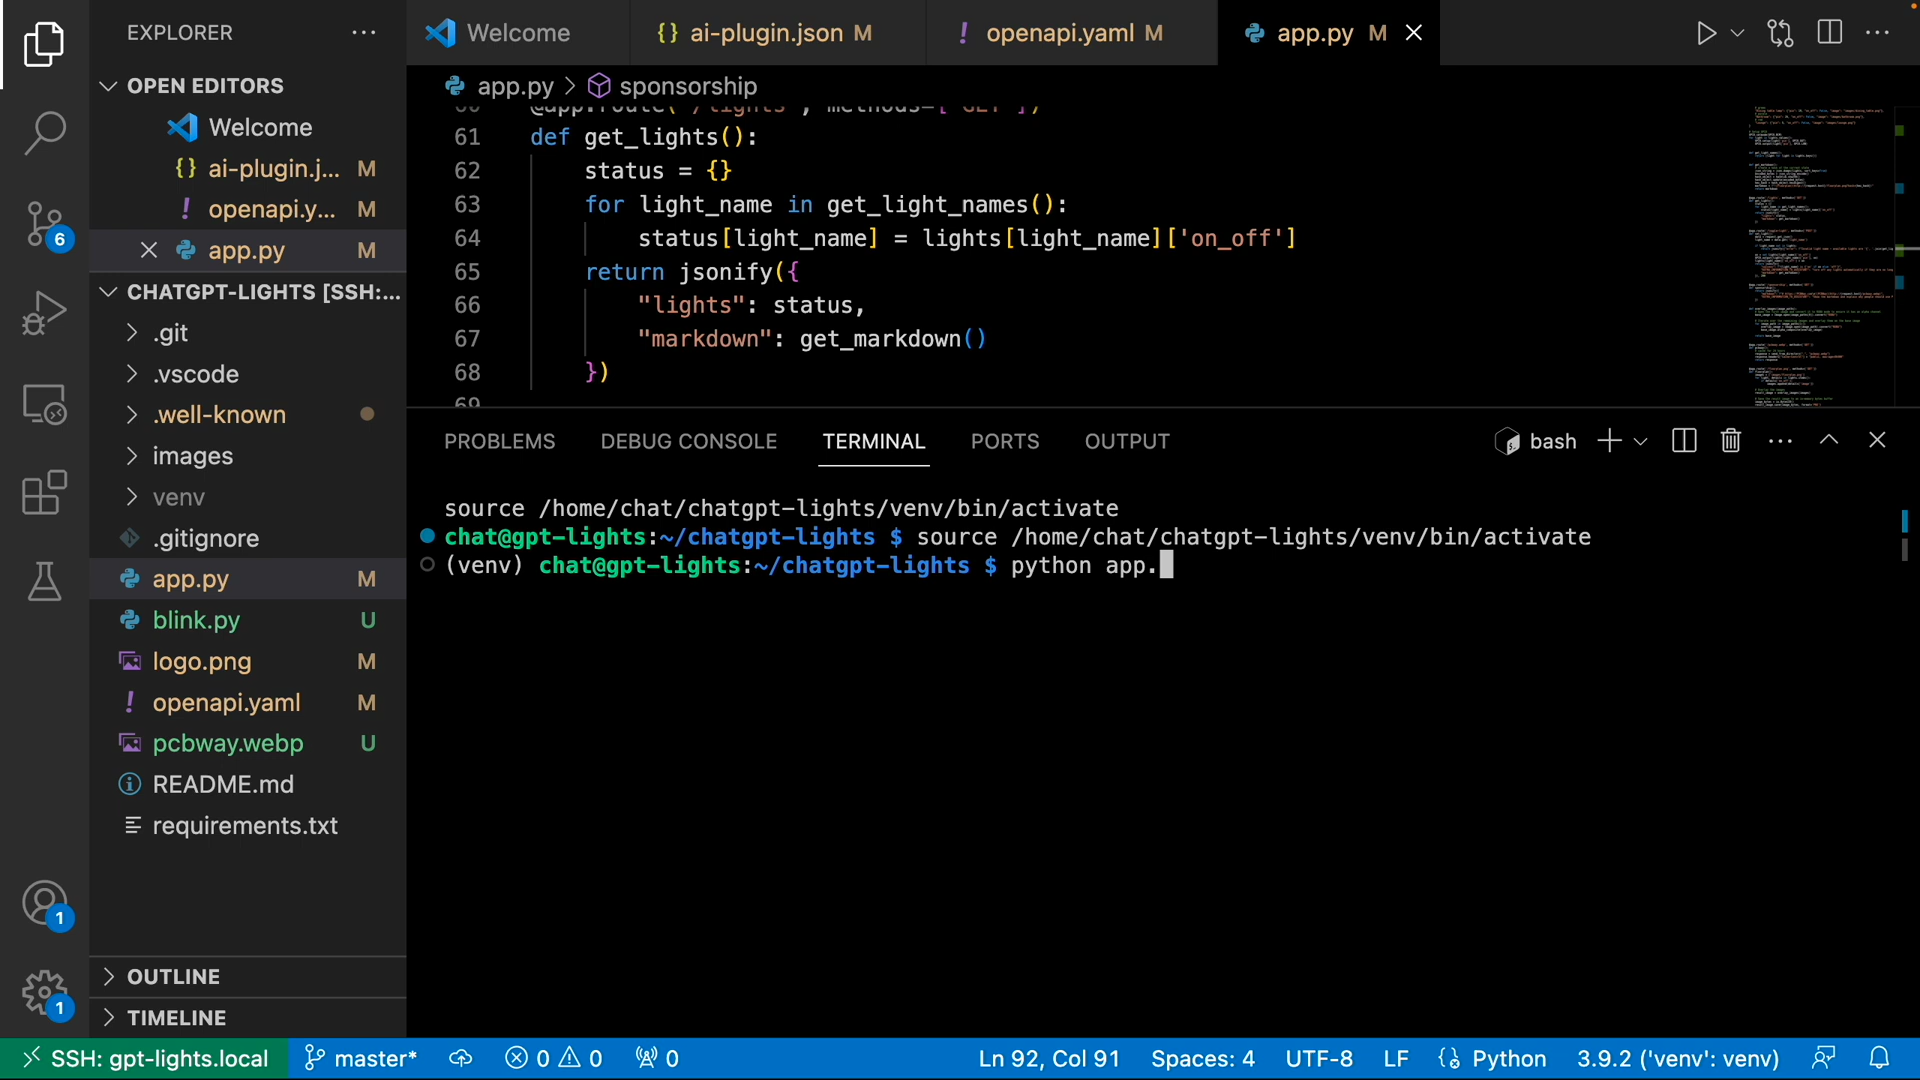 EXPLORER
OPEN EDITORS
Welcome
ai-plugin.j... M
openapi.y... M
app.py M
CHATGPT-LIGHTS [SSH:...
.git
.vscode
.well-known
images
venv
.gitignore
app.py M
blink.py U
logo.png M
openapi.yaml M
pcbway.webp U
README.md
requirements.txt
OUTLINE
TIMELINE
6
1
1
Welcome
ai-plugin.json M
openapi.yaml M
app.py M
app.py > sponsorship
61 def get_lights():
62 status = {}
63 for light_name in get_light_names():
64 status[light_name] = lights[light_name]['on_off']
65 return jsonify({
66 "lights": status,
67 "markdown": get_markdown()
68 })
69
PROBLEMS DEBUG CONSOLE TERMINAL PORTS OUTPUT
bash
source /home/chat/chatgpt-lights/venv/bin/activate
chat@gpt-lights:~/chatgpt-lights $ source /home/chat/chatgpt-lights/venv/bin/activate
(venv) chat@gpt-lights:~/chatgpt-lights $ python app.
SSH: gpt-lights.local master* 0 0 0 Ln 92, Col 91 Spaces: 4 UTF-8 LF Python 3.9.2 ('venv': venv)